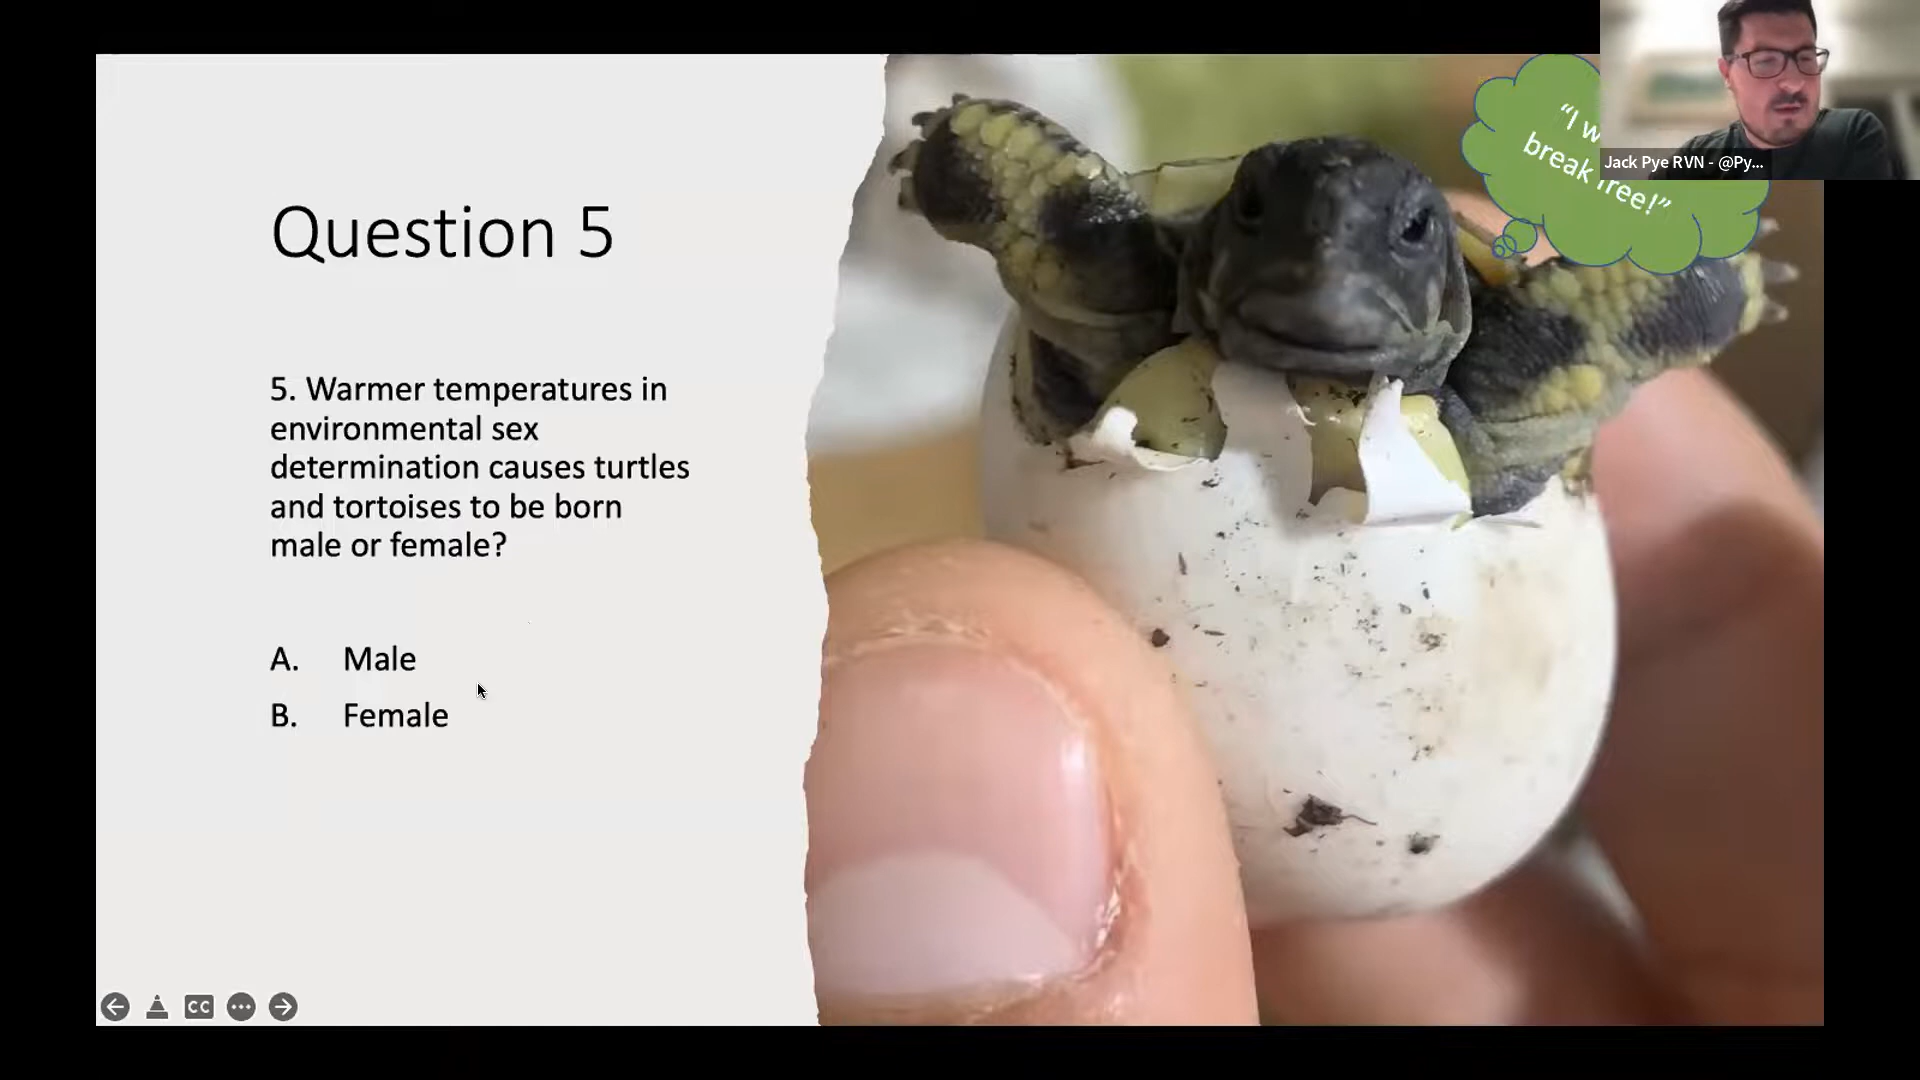 Question 5
5. Warmer temperatures in
environmental sex
determination causes turtles
and tortoises to be born
male or female?
A. Male
B. Female
"I
break free!"
Jack Pye RVN - @Py...
CC